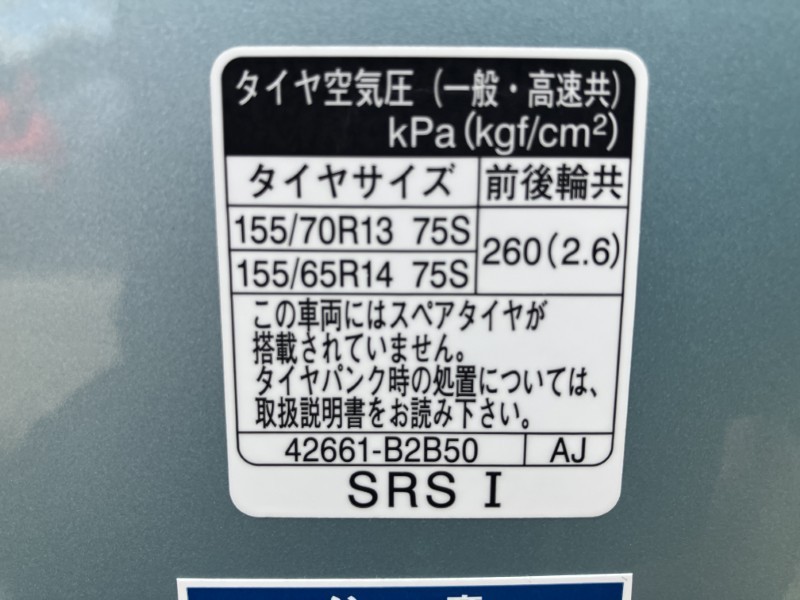 タイヤ空気圧(一般・高速共)
kPa(kgf/cm²)
タイヤサイズ 前後輪共
155/70R13 75S
260(2.6)
155/65R14 75S
この車両にはスペアタイヤが
搭載されていません。
タイヤパンク時の処置については、
取扱説明書をお読み下さい。
42661-B2B50 AJ
SRS I